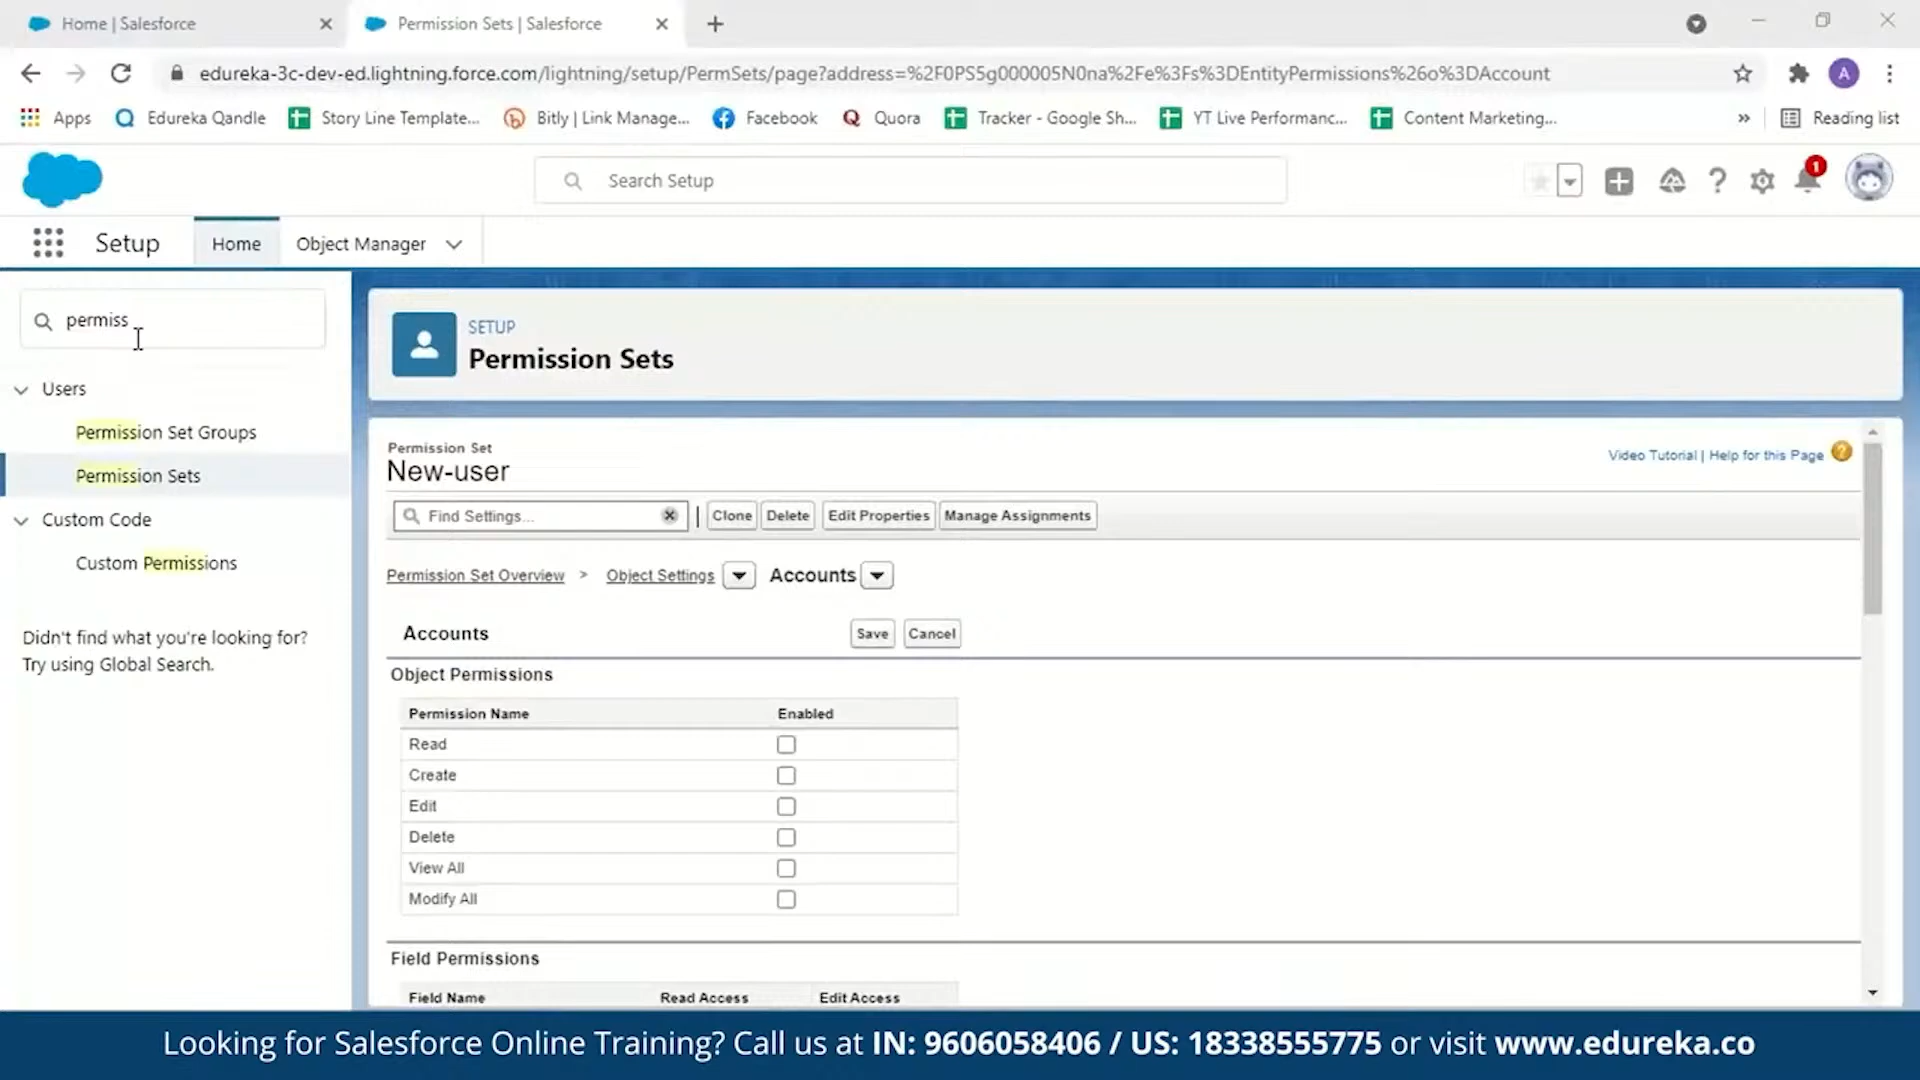 Home | Salesforce
Permission Sets | Salesforce
edureka-3c-dev-ed.lightning.force.com/lightning/setup/PermSets/page?address=%2F0PS5g000005N0na%2Fe%3Fs%3DEntityPermissions%26o%3DAccount
A
Apps
Edureka Qandle
Story Line Template...
Bitly | Link Manage...
Facebook
Quora
Tracker - Google Sh...
YT Live Performanc...
Content Marketing...
»
Reading list
Search Setup
1
Setup
Home
Object Manager
permiss
Users
Permission Set Groups
Permission Sets
Custom Code
Custom Permissions
Didn't find what you're looking for?
Try using Global Search.
SETUP
Permission Sets
Permission Set
New-user
Video Tutorial | Help for this Page
Find Settings...
Clone
Delete
Edit Properties
Manage Assignments
Permission Set Overview > Object Settings Accounts
Accounts
Save
Cancel
Object Permissions
Permission Name Enabled
Read
Create
Edit
Delete
View All
Modify All
Field Permissions
Field Name Read Access Edit Access
Looking for Salesforce Online Training? Call us at IN: 9606058406 / US: 18338555775 or visit www.edureka.co